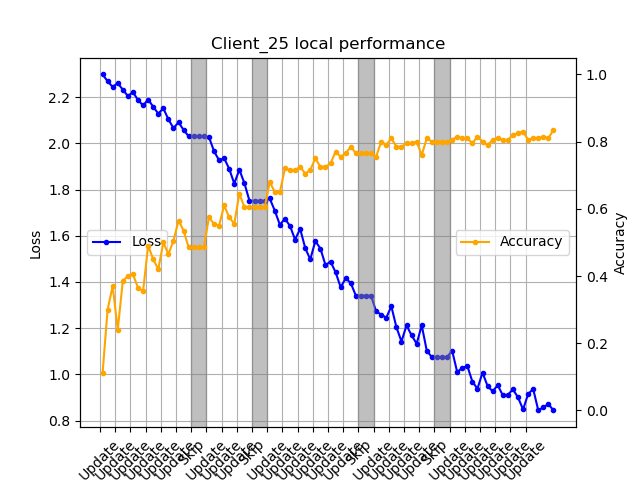 Client_25 local performance
2.2
2.0
1.8
1.6
1.4
1.2
1.0
0.8
Loss
Loss
Accuracy
1.0
0.8
0.6
0.4
0.2
0.0
Accuracy
Update
Update
Update
Update
Update
Skip
Update
Update
Skip
Update
Update
Update
Update
Update
Skip
Update
Update
Update
Skip
Update
Update
Update
Update
Update